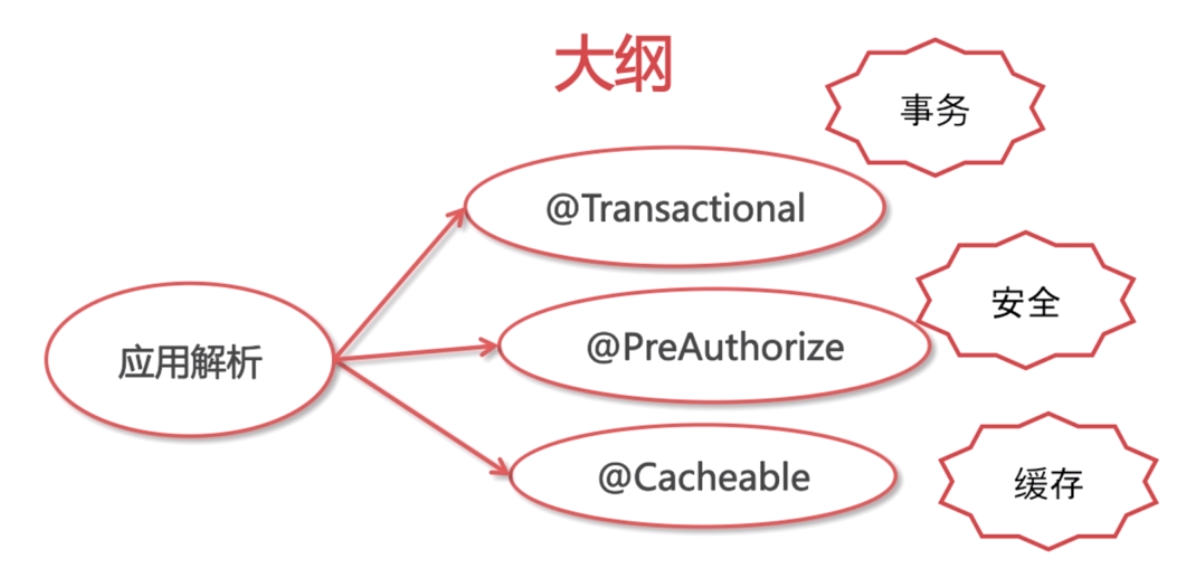 大纲
事务
@Transactional
安全
应用解析
@PreAuthorize
@Cacheable
缓存